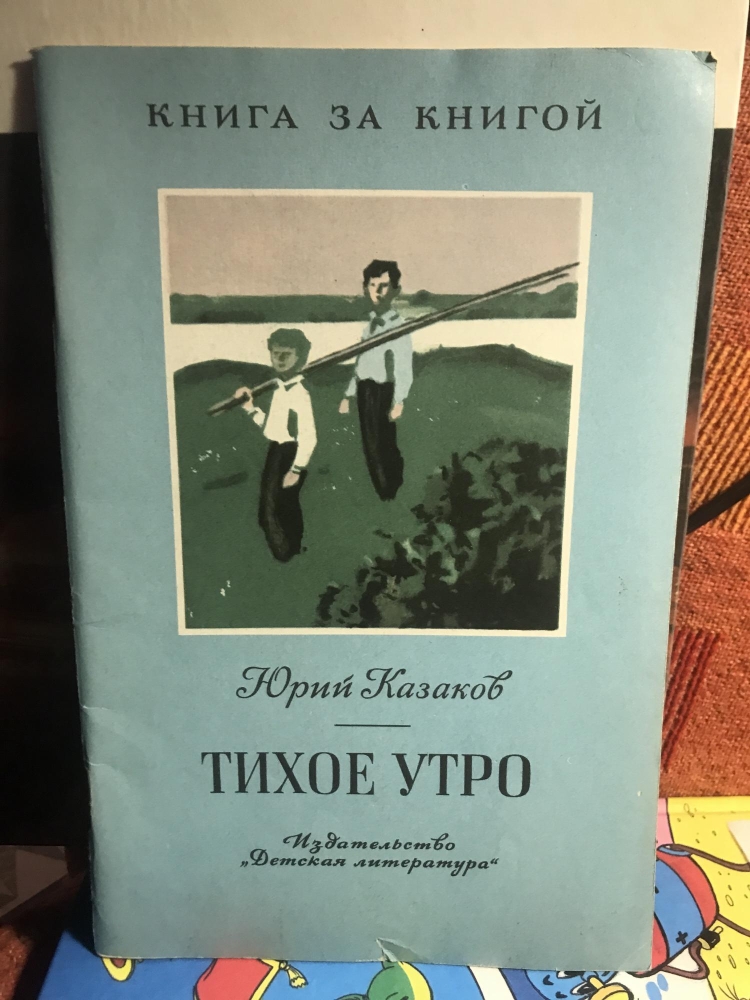 КНИГА ЗА КНИГОЙ
Юрий Казаков
ТИХОЕ УТРО
Издательство
„Детская литература“